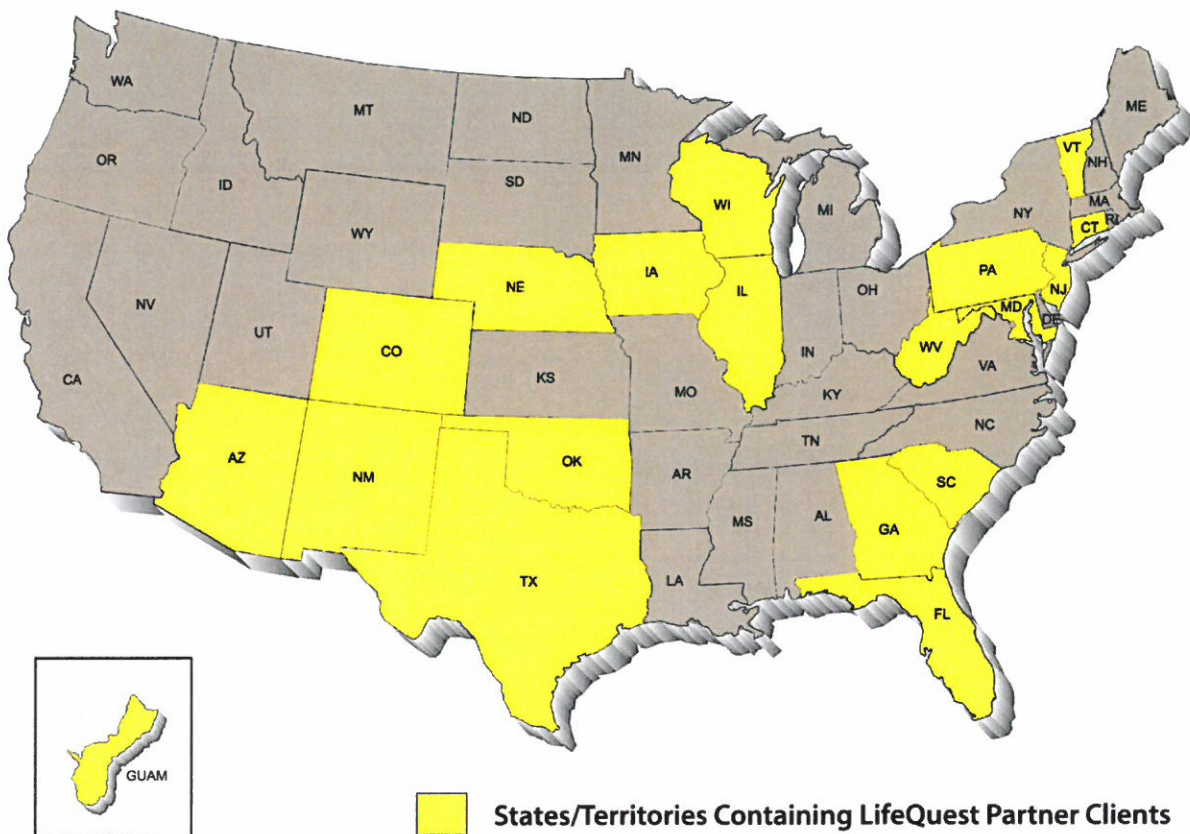 WA
MT
ND
MN
ME
VT
NH
OR
ID
SD
WI
MI
NY
MA
RI
CT
WY
IA
PA
NJ
NE
IL
OH
MD
DE
NV
UT
CO
IN
WV
VA
CA
KS
MO
KY
NC
TN
AZ
NM
OK
AR
SC
MS
AL
GA
TX
LA
FL
GUAM
States/Territories Containing LifeQuest Partner Clients